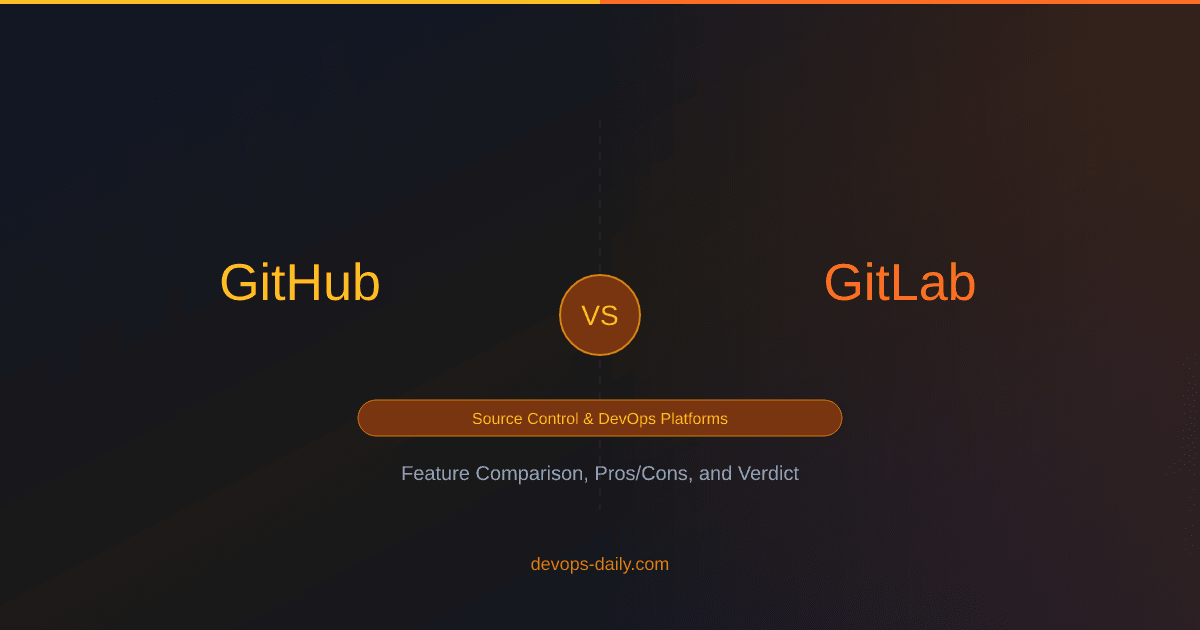 GitHub
VS
GitLab
Source Control & DevOps Platforms
Feature Comparison, Pros/Cons, and Verdict
devops-daily.com